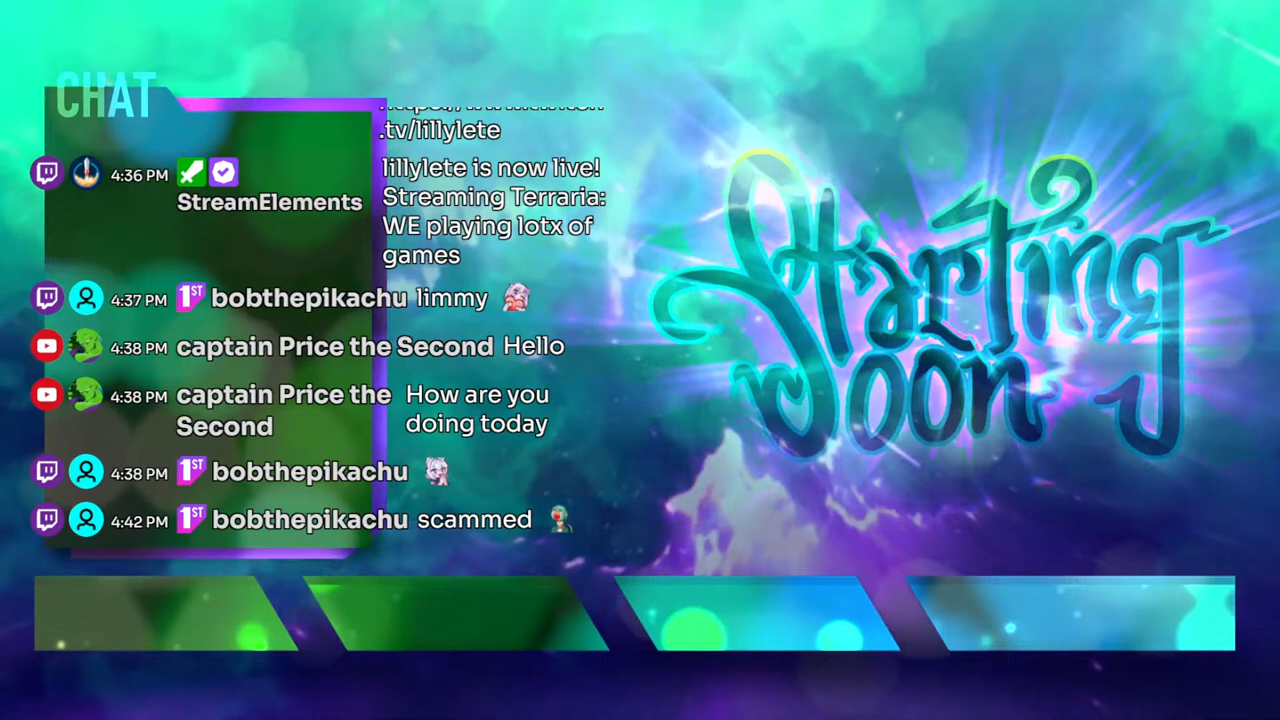 CHAT
.tv/lillylete
4:36 PM StreamElements
lillylete is now live!
Streaming Terraria:
WE playing lotx of
games
4:37 PM 1ST bobthepikachu limmy
4:38 PM captain Price the Second Hello
4:38 PM captain Price the Second
How are you
doing today
4:38 PM 1ST bobthepikachu
4:42 PM 1ST bobthepikachu scammed
Starting
Soon